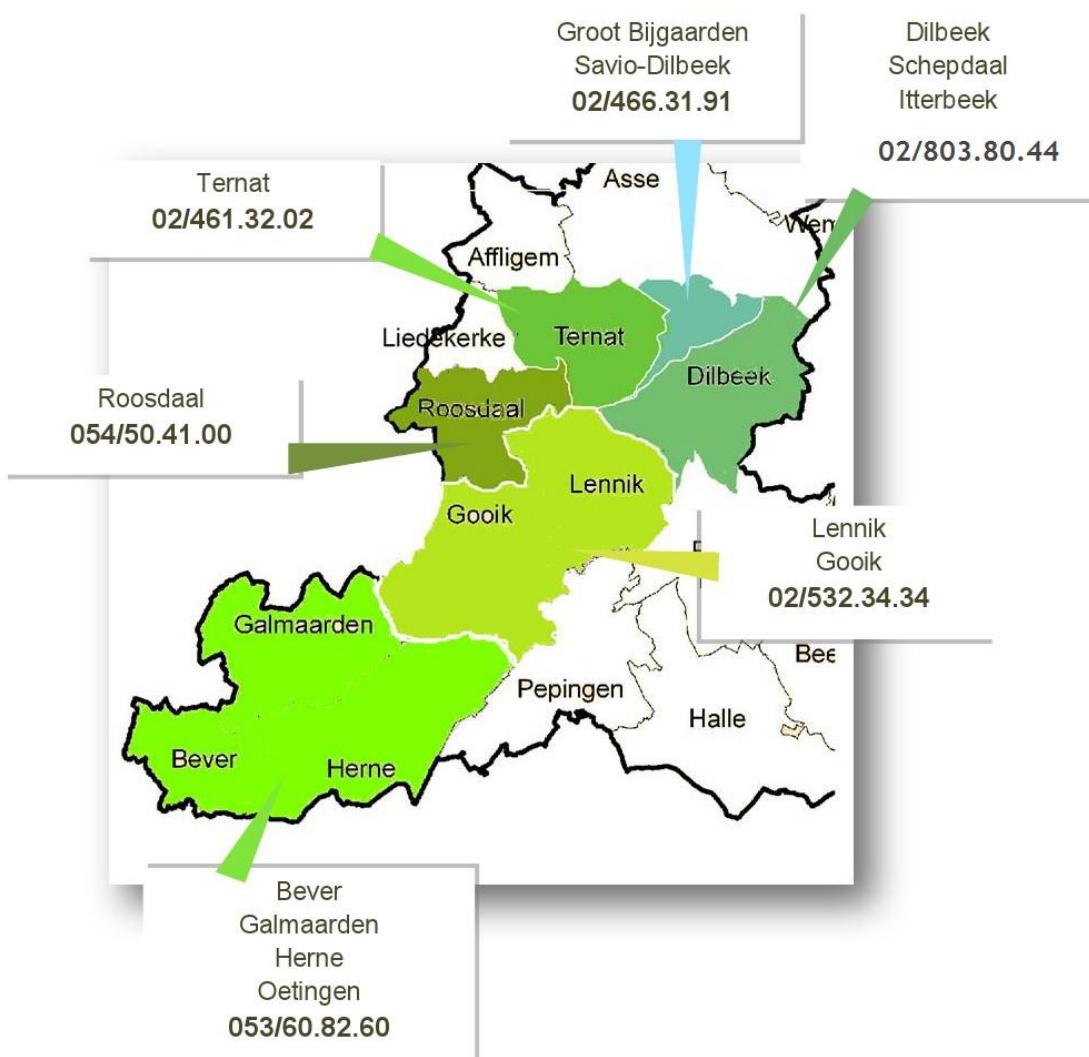 Groot Bijgaarden
Savio-Dilbeek
02/466.31.91
Dilbeek
Schepdaal
Itterbeek
02/803.80.44
Ternat
02/461.32.02
Asse
Wem
Affligem
Liedekerke
Ternat
Dilbeek
Roosdaal
054/50.41.00
Roosdaal
Lennik
Gooik
Lennik
Gooik
02/532.34.34
Galmaarden
Bee
Pepingen
Halle
Bever
Herne
Bever
Galmaarden
Herne
Oetingen
053/60.82.60